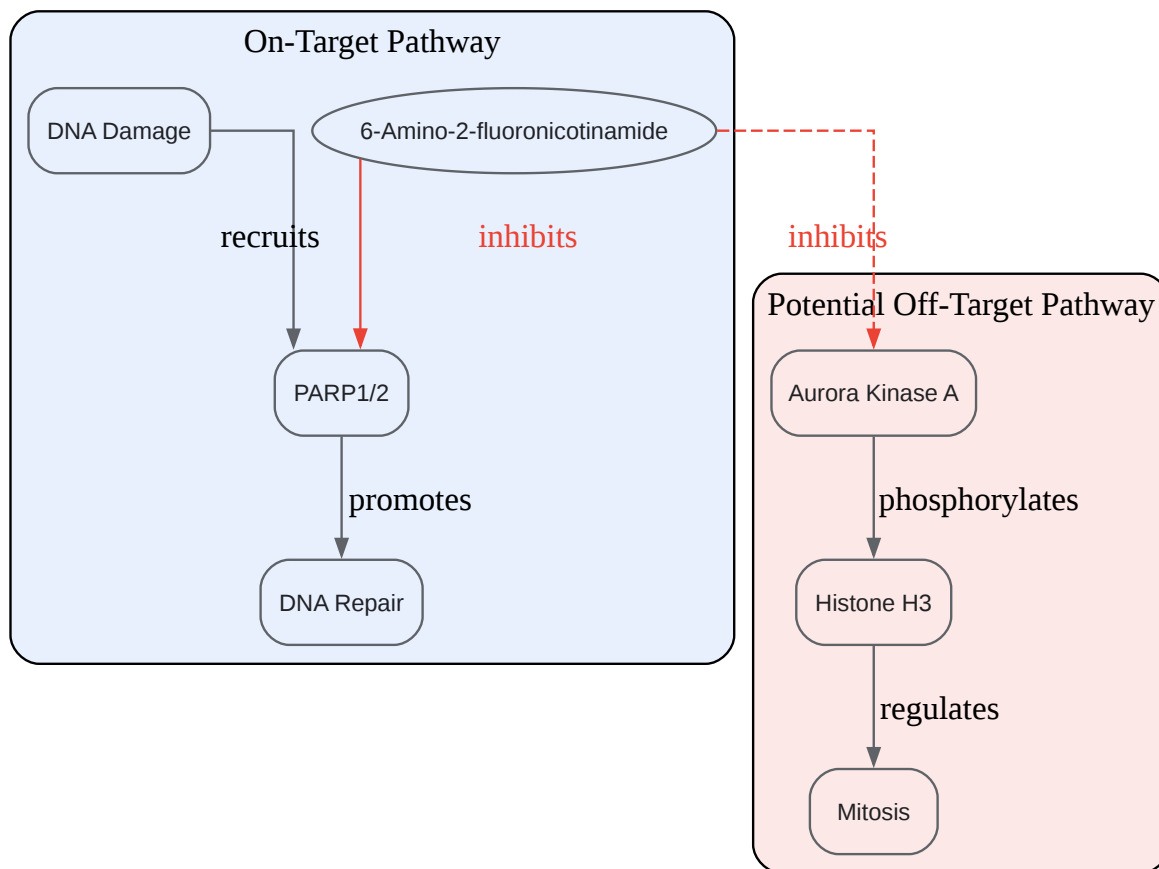 On-Target Pathway
DNA Damage
6-Amino-2-fluoronicotinamide
recruits
inhibits
inhibits
Potential Off-Target Pathway
PARP1/2
Aurora Kinase A
promotes
phosphorylates
DNA Repair
Histone H3
regulates
Mitosis